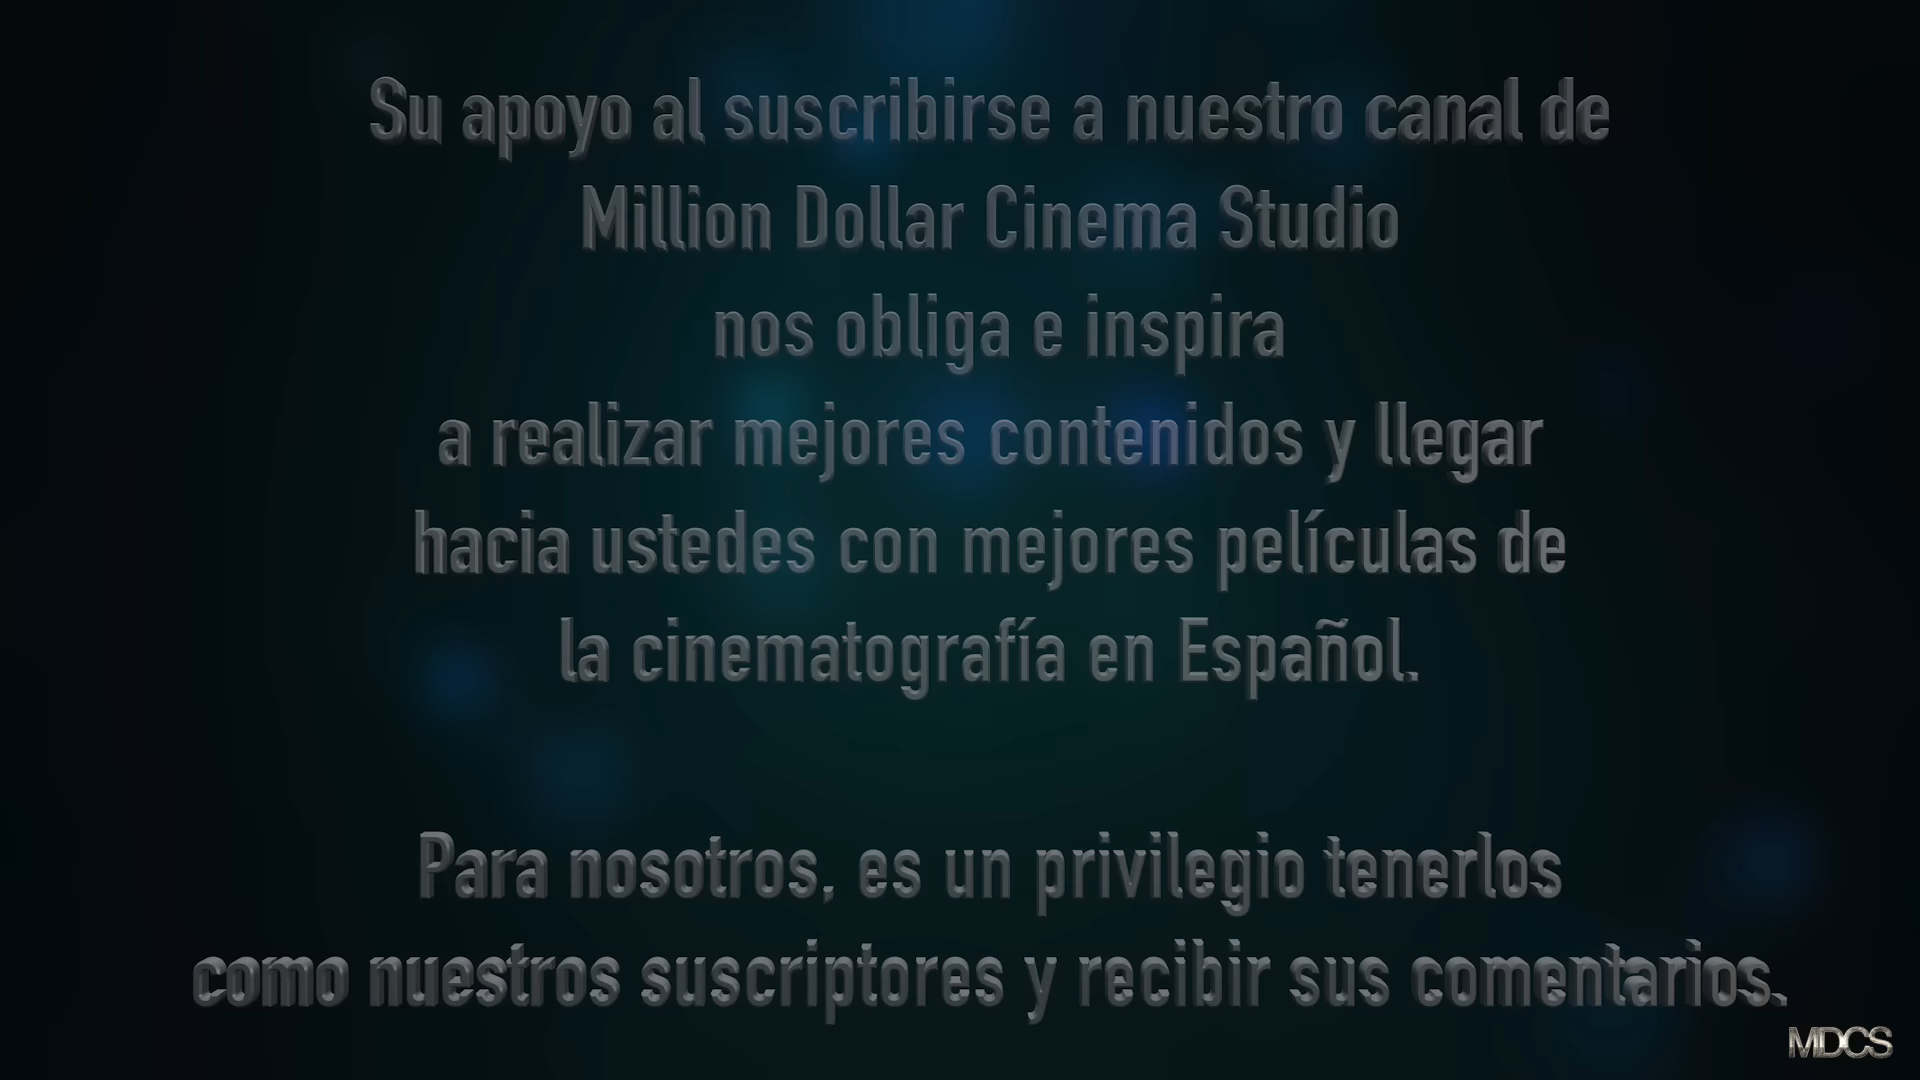 Su apoyo al suscribirse a nuestro canal de
Million Dollar Cinema Studio
nos obliga e inspira
a realizar mejores contenidos y llegar
hacia ustedes con mejores películas de
la cinematografía en Español.
Para nosotros, es un privilegio tenerlos
como nuestros suscriptores y recibir sus comentarios.
MDCS